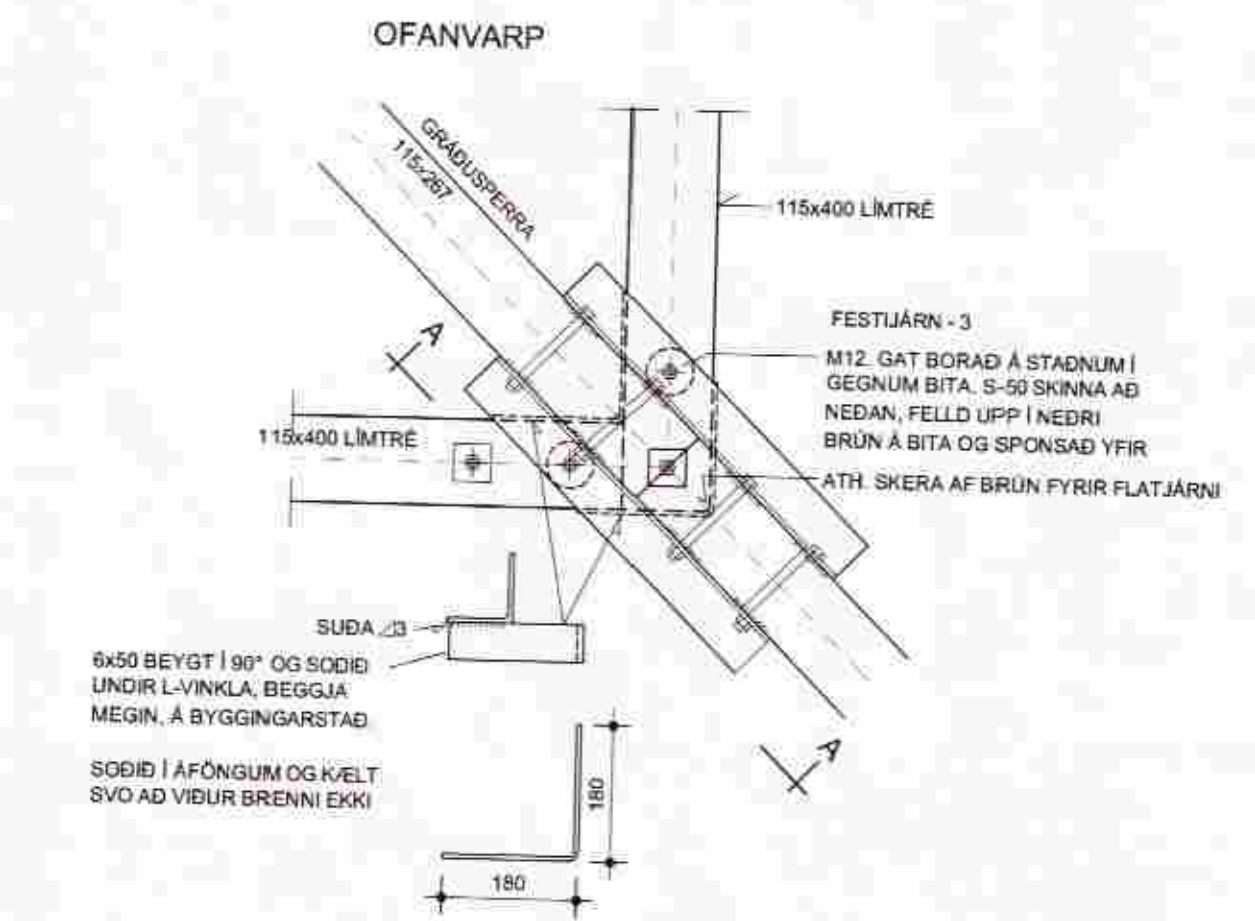 OFANVARP
GRÁÐUSPERRA
115x267
115x400 LÍMTRÉ
FESTIJÁRN - 3
M12. GAT BORAÐ Á STAÐNUM Í
GEGNUM BITA. S-50 SKINNA AÐ
NEÐAN, FELLD UPP Í NEÐRI
BRÚN Á BITA OG SPONSAÐ YFIR
ATH. SKERA AF BRÚN FYRIR FLATJÁRNI
A
115x400 LÍMTRÉ
SUÐA ⊿3
6x50 BEYGT Í 90° OG SOÐIÐ
UNDIR L-VINKLA, BEGGJA
MEGIN, Á BYGGINGARSTAÐ
SOÐIÐ Í ÁFÖNGUM OG KÆLT
SVO AÐ VIÐUR BRENNI EKKI
A
180
180